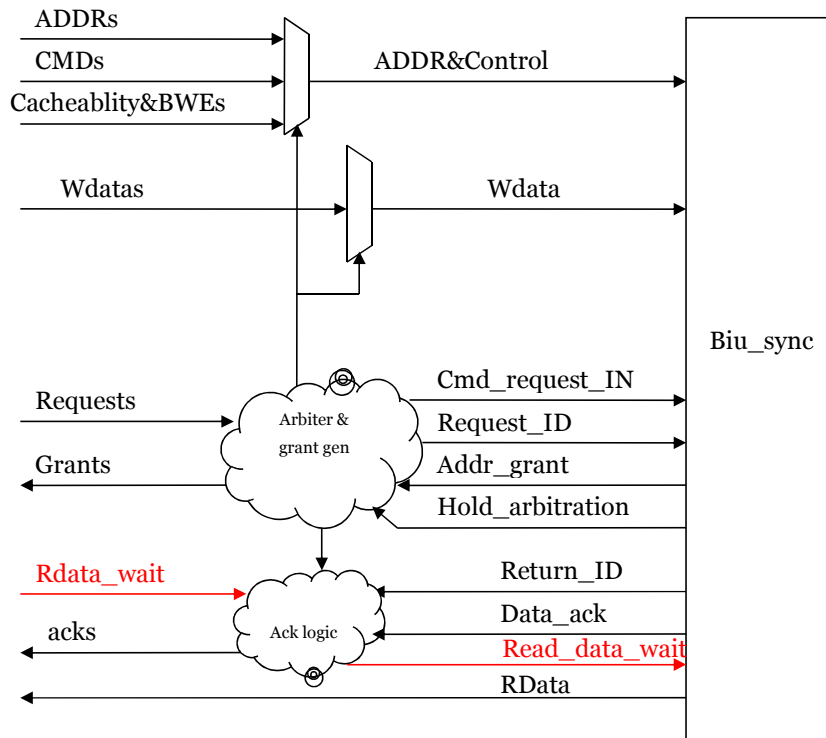 ADDRs
CMDs
ADDR&Control
Cacheablity&BWEs
Wdatas
Wdata
Biu_sync
Cmd_request_IN
Requests
Arbiter &
grant gen
Request_ID
Grants
Addr_grant
Hold_arbitration
Rdata_wait
Return_ID
Data_ack
acks
Ack logic
Read_data_wait
RData